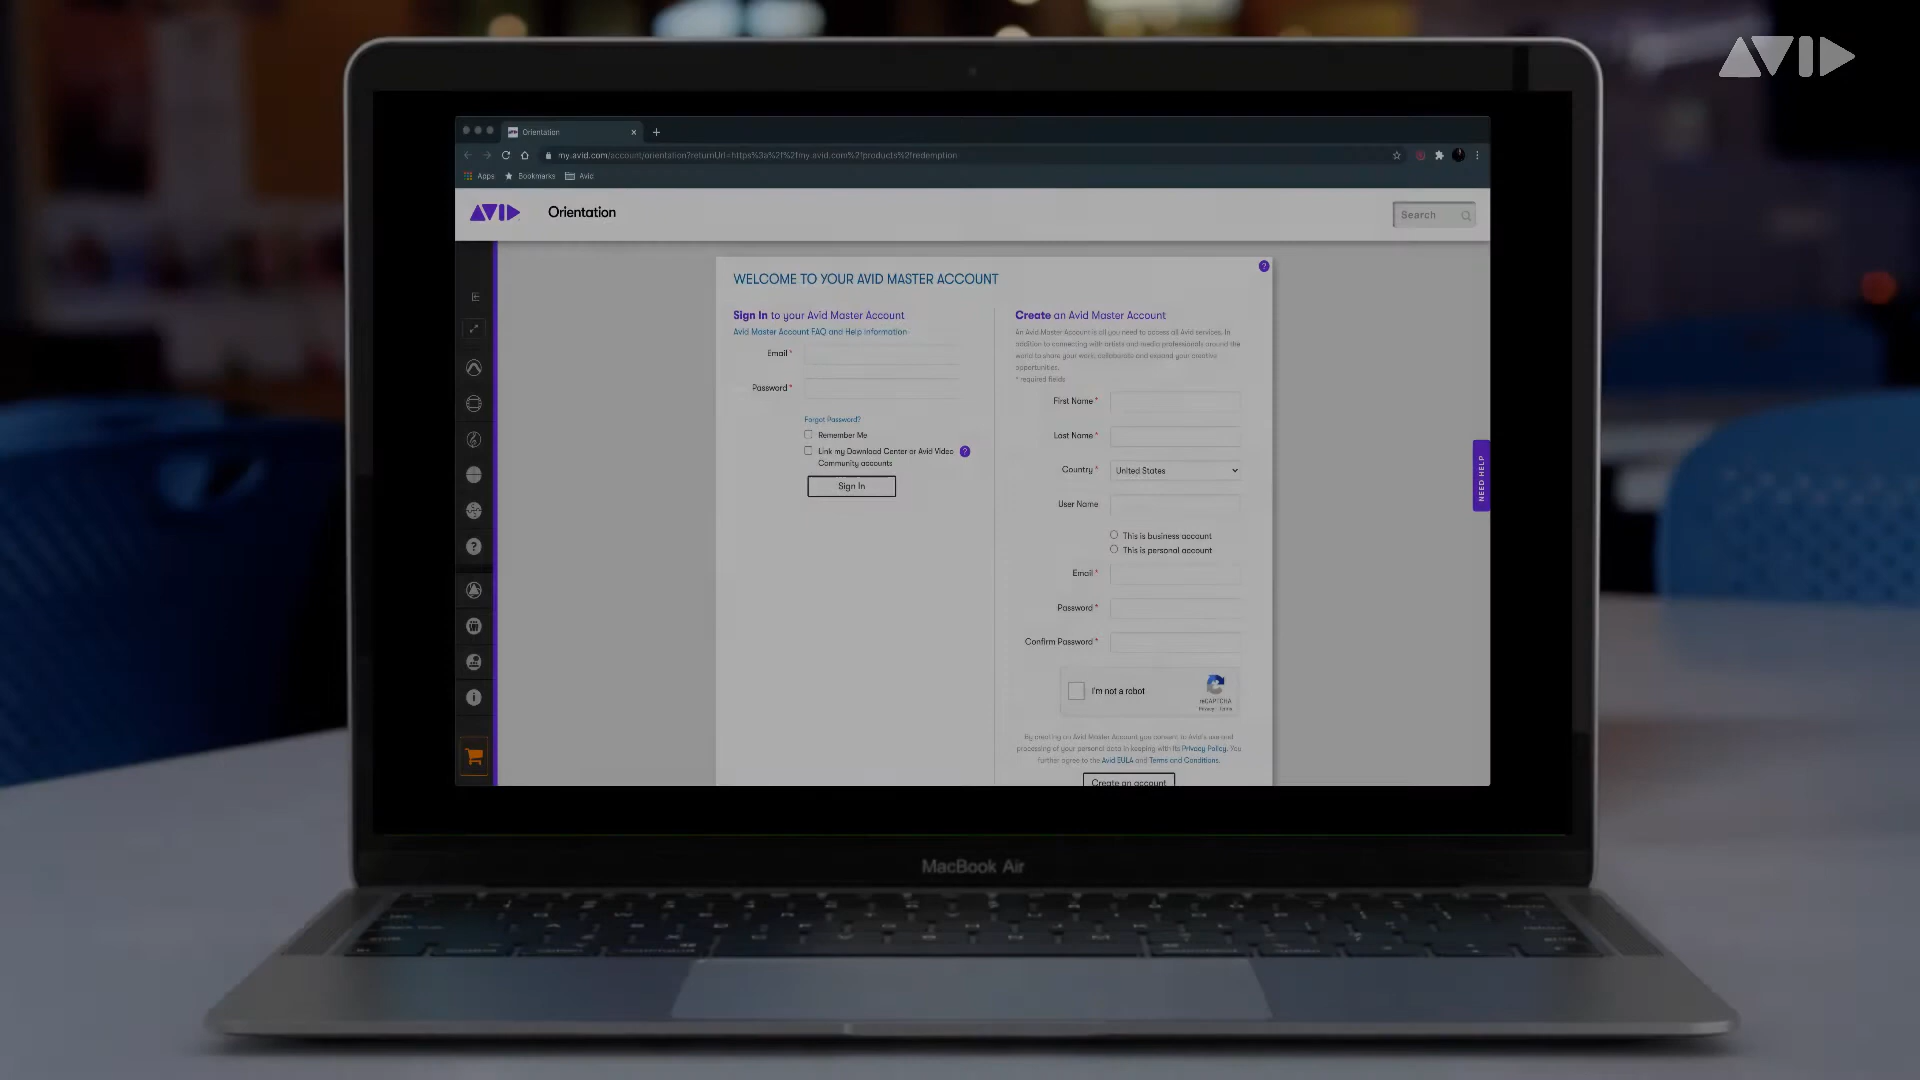 AVID
Orientation
my.avid.com/account/orientation?returnUrl=https%3a%2f%2fmy.avid.com%2fproducts%2fredemption
Apps Bookmarks Avid
AVID Orientation Search
WELCOME TO YOUR AVID MASTER ACCOUNT
Sign In to your Avid Master Account
Avid Master Account FAQ and Help Information
Email *
Password *
Forgot Password?
Remember Me
Link my Download Center or Avid Video
Community accounts
Sign In
Create an Avid Master Account
An Avid Master Account is all you need to access all Avid services. In
addition to connecting with artists and media professionals around the
world to share your work, collaborate and expand your creative
opportunities.
* required fields
First Name *
Last Name *
Country * United States
User Name
This is business account
This is personal account
Email *
Password *
Confirm Password *
I'm not a robot
reCAPTCHA
Privacy - Terms
By creating an Avid Master Account you consent to Avid's use and
processing of your personal data in keeping with its Privacy Policy. You
further agree to the Avid EULA and Terms and Conditions.
Create an account
NEED HELP
MacBook Air